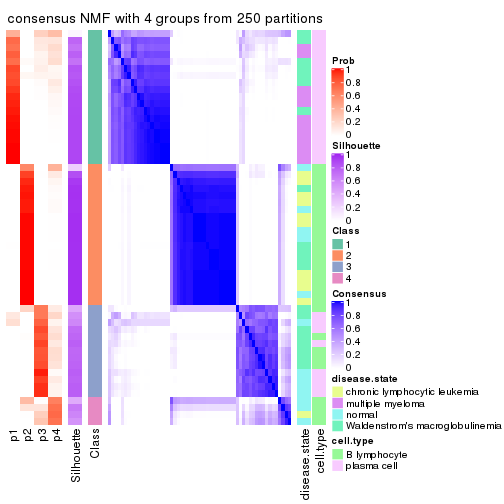 consensus NMF with 4 groups from 250 partitions
Prob
1
0.8
0.6
0.4
0.2
0
Silhouette
1
0.8
0.6
0.4
0.2
0
Class
1
2
3
4
Consensus
1
0.8
0.6
0.4
0.2
0
disease.state
chronic lymphocytic leukemia
multiple myeloma
normal
Waldenstrom's macroglobulinemia
cell.type
B lymphocyte
plasma cell
p1
p2
p3
p4
Silhouette
Class
disease.state
cell.type